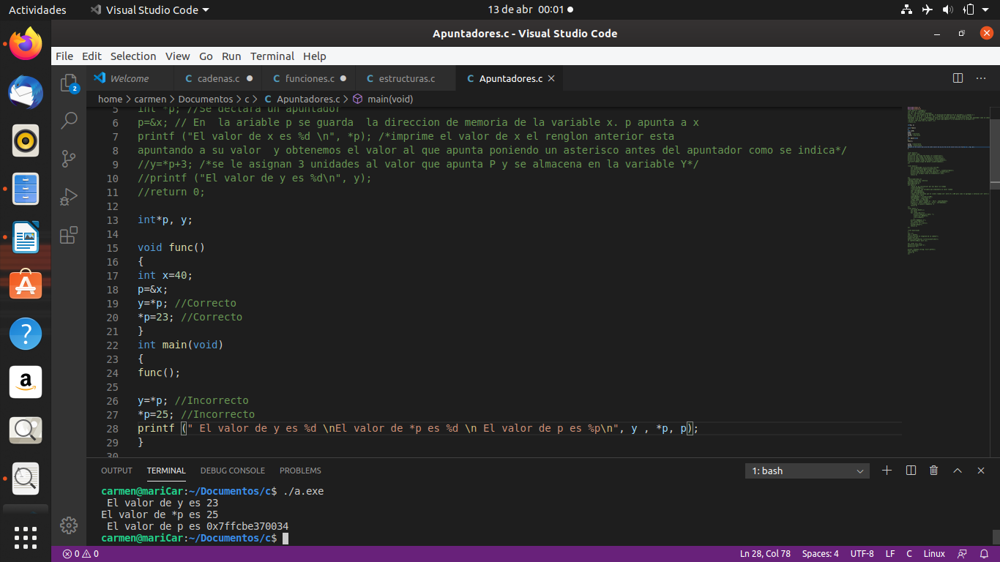 Actividades
Visual Studio Code
13 de abr 00:01
Apuntadores.c - Visual Studio Code
File Edit Selection View Go Run Terminal Help
2
Welcome
C cadenas.c
C funciones.c
C estructuras.c
C Apuntadores.c
home > carmen > Documentos > c > C Apuntadores.c > main(void)
5 int *p; //Se declara un apuntador
6 p=&x; // En  la ariable p se guarda  la direccion de memoria de la variable x. p apunta a x
7 printf ("El valor de x es %d \n", *p); /*imprime el valor de x el renglon anterior esta
8 apuntando a su valor  y obtenemos el valor al que apunta poniendo un asterisco antes del apuntador como se indica*/
9 //y=*p+3; /*se le asignan 3 unidades al valor que apunta P y se almacena en la variable Y*/
10 //printf ("El valor de y es %d\n", y);
11 //return 0;
12
13 int*p, y;
14
15 void func()
16 {
17 int x=40;
18 p=&x;
19 y=*p; //Correcto
20 *p=23; //Correcto
21 }
22 int main(void)
23 {
24 func();
25
26 y=*p; //Incorrecto
27 *p=25; //Incorrecto
28 printf (" El valor de y es %d \nEl valor de *p es %d \n El valor de p es %p\n", y , *p, p);
29 }
30
OUTPUT TERMINAL DEBUG CONSOLE PROBLEMS
1: bash
carmen@mariCar:~/Documentos/c$ ./a.exe
El valor de y es 23
El valor de *p es 25
El valor de p es 0x7ffcbe370034
carmen@mariCar:~/Documentos/c$
0 0
Ln 28, Col 78 Spaces: 4 UTF-8 LF C Linux